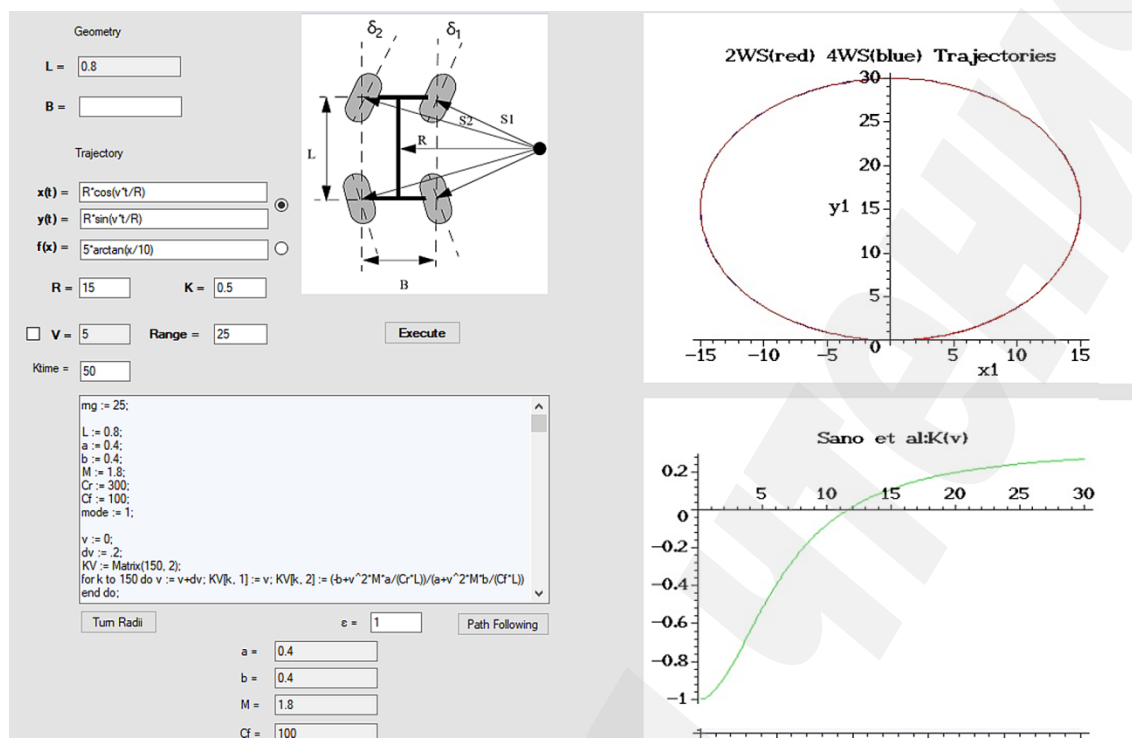 Geometry
L = 0.8
B =
Trajectory
x(t) = R*cos(v*t/R)
y(t) = R*sin(v*t/R)
f(x) = 5*arctan(x/10)
R = 15 K = 0.5
V = 5 Range = 25
Execute
Ktime = 50
δ2 δ1
S1
S2
R
L
B
mg := 25;
L := 0.8;
a := 0.4;
b := 0.4;
M := 1.8;
Cr := 300;
Cf := 100;
mode := 1;
v := 0;
dv := .2;
KV := Matrix(150, 2);
for k to 150 do v := v+dv; KV[k, 1] := v; KV[k, 2] := (-b+v^2*M*a/(Cr*L))/(a+v^2*M*b/(Cf*L))
end do;
Turn Radii ε = 1 Path Following
a = 0.4
b = 0.4
M = 1.8
Cf = 100
2WS(red) 4WS(blue) Trajectories
30
25
20
y1 15
10
5
0
−15 −10 −5 5 10 15
x1
Sano et al:K(v)
0.2
5 10 15 20 25 30
0
−0.2
−0.4
−0.6
−0.8
−1